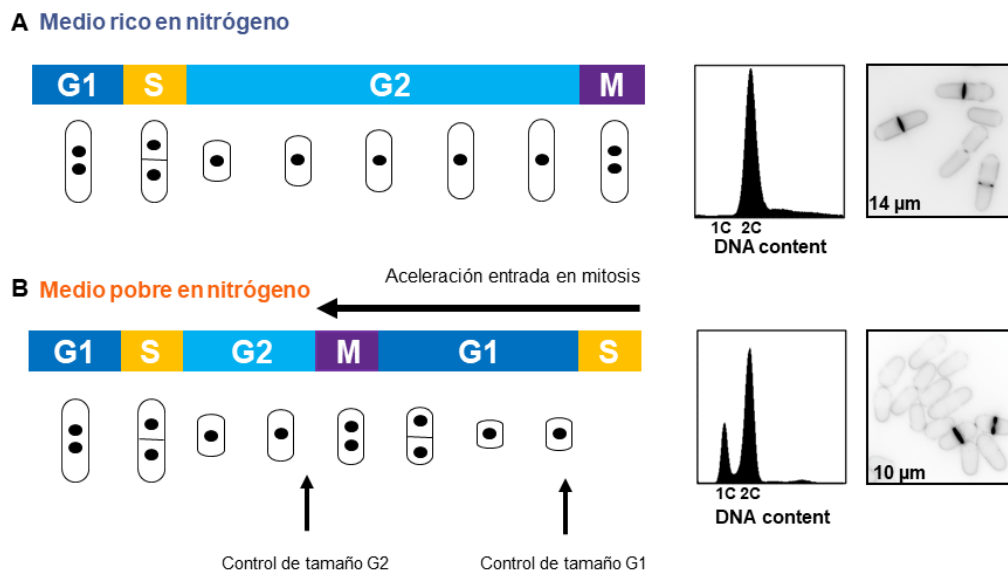 A Medio rico en nitrógeno
G1 S G2 M
14 µm
1C 2C
DNA content
Aceleración entrada en mitosis
B Medio pobre en nitrógeno
G1 S G2 M G1 S
10 µm
1C 2C
DNA content
Control de tamaño G2 Control de tamaño G1